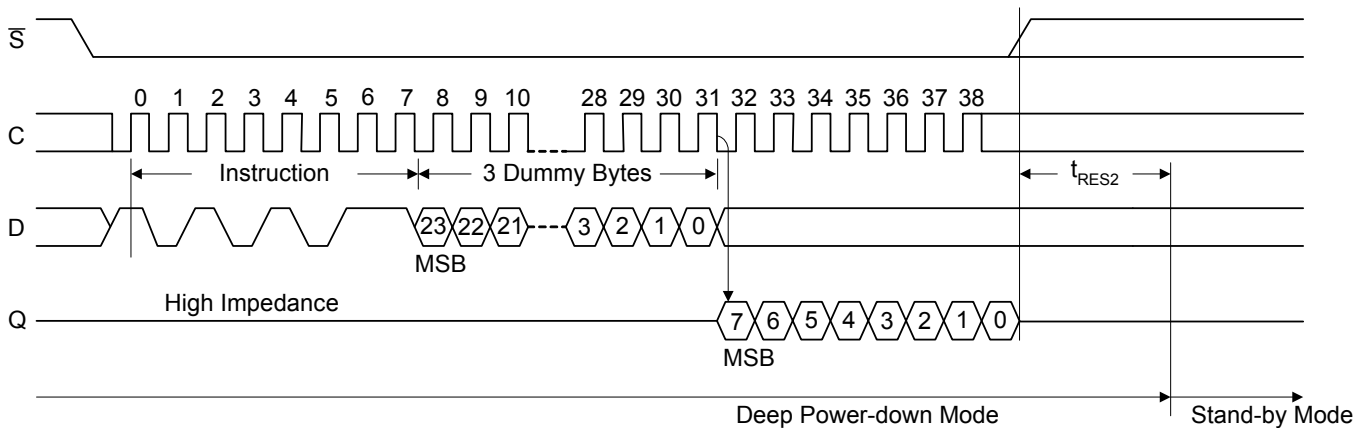 S
0 1 2 3 4 5 6 7 8 9 10 28 29 30 31 32 33 34 35 36 37 38
C
Instruction 3 Dummy Bytes tRES2
D 23 22 21 3 2 1 0
MSB
High Impedance
Q 7 6 5 4 3 2 1 0
MSB
Deep Power-down Mode Stand-by Mode